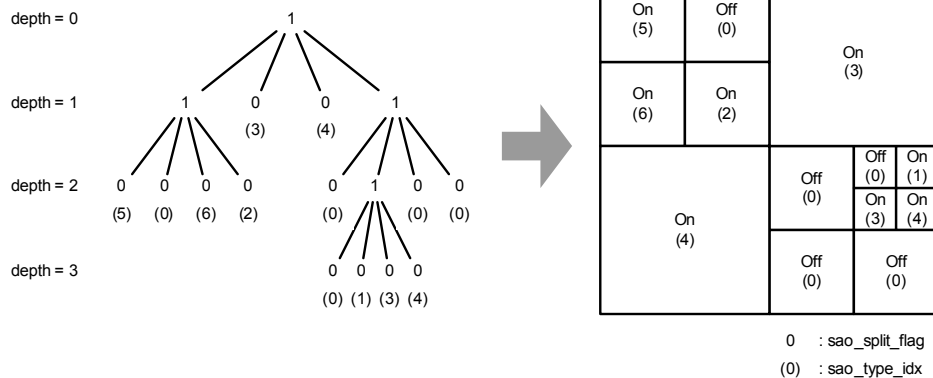 depth = 0
1
depth = 1
1 0 0 1
(3) (4)
depth = 2
0 0 0 0 0 1 0 0
(5) (0) (6) (2) (0) (0) (0)
depth = 3
0 0 0 0
(0) (1) (3) (4)
On Off
(5) (0)
On
(3)
On On
(6) (2)
Off On
(0) (1)
Off
(0)
On On
(3) (4)
On
(4)
Off Off
(0) (0)
0 : sao_split_flag
(0) : sao_type_idx